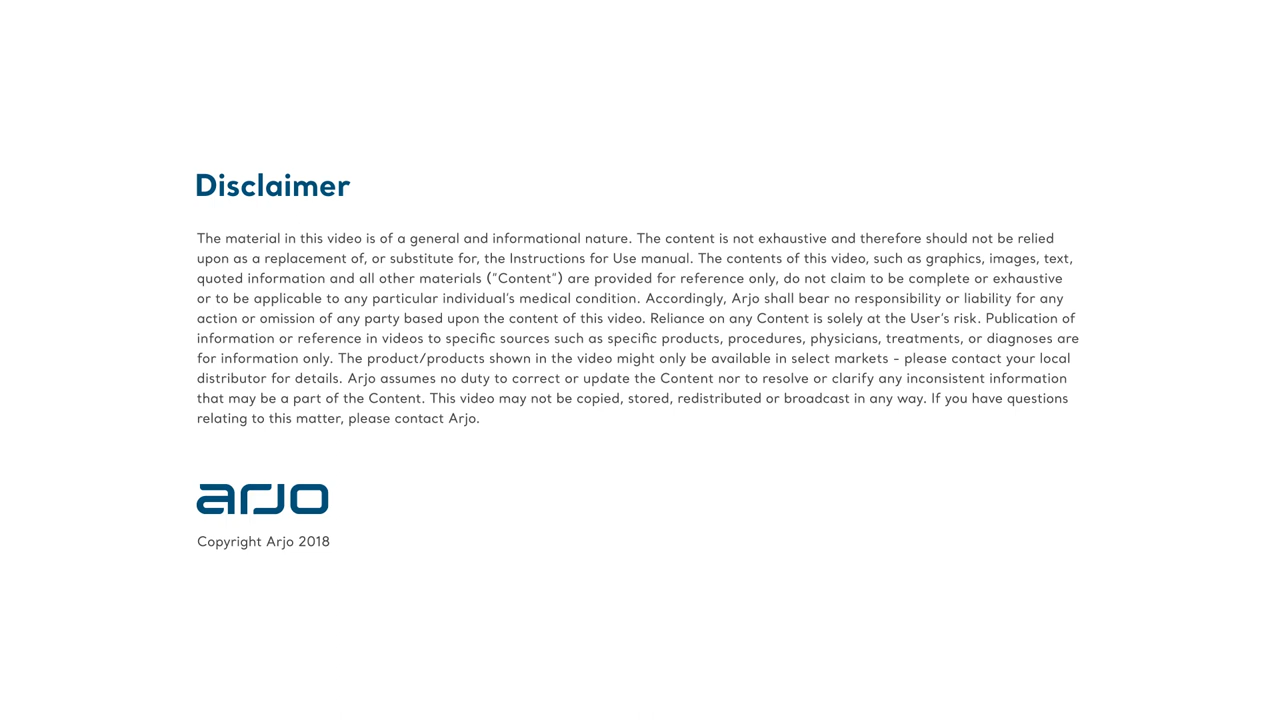 Disclaimer
The material in this video is of a general and informational nature. The content is not exhaustive and therefore should not be relied
upon as a replacement of, or substitute for, the Instructions for Use manual. The contents of this video, such as graphics, images, text,
quoted information and all other materials ("Content") are provided for reference only, do not claim to be complete or exhaustive
or to be applicable to any particular individual's medical condition. Accordingly, Arjo shall bear no responsibility or liability for any
action or omission of any party based upon the content of this video. Reliance on any Content is solely at the User's risk. Publication of
information or reference in videos to specific sources such as specific products, procedures, physicians, treatments, or diagnoses are
for information only. The product/products shown in the video might only be available in select markets - please contact your local
distributor for details. Arjo assumes no duty to correct or update the Content nor to resolve or clarify any inconsistent information
that may be a part of the Content. This video may not be copied, stored, redistributed or broadcast in any way. If you have questions
relating to this matter, please contact Arjo.
arjo
Copyright Arjo 2018